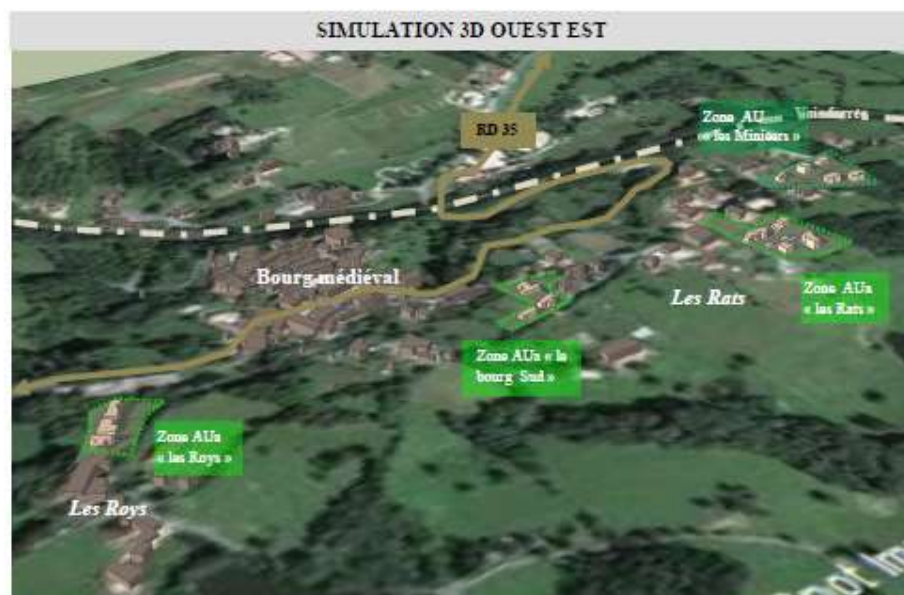 SIMULATION 3D OUEST EST
RD 35
Zone AU
« les Miniers »
Bourg médiéval
Les Rats
Zone AUa
« les Rats »
Zone AUa « le
bourg Sud »
Zone AUa
« les Roys »
Les Roys